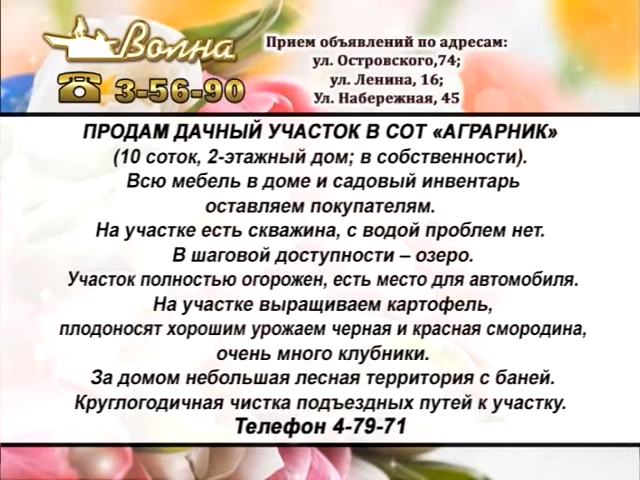 Волна
3-56-90
Прием объявлений по адресам:
ул. Островского,74;
ул. Ленина, 16;
Ул. Набережная, 45
ПРОДАМ ДАЧНЫЙ УЧАСТОК В СОТ «АГРАРНИК»
(10 соток, 2-этажный дом; в собственности).
Всю мебель в доме и садовый инвентарь
оставляем покупателям.
На участке есть скважина, с водой проблем нет.
В шаговой доступности – озеро.
Участок полностью огорожен, есть место для автомобиля.
На участке выращиваем картофель,
плодоносят хорошим урожаем черная и красная смородина,
очень много клубники.
За домом небольшая лесная территория с баней.
Круглогодичная чистка подъездных путей к участку.
Телефон 4-79-71